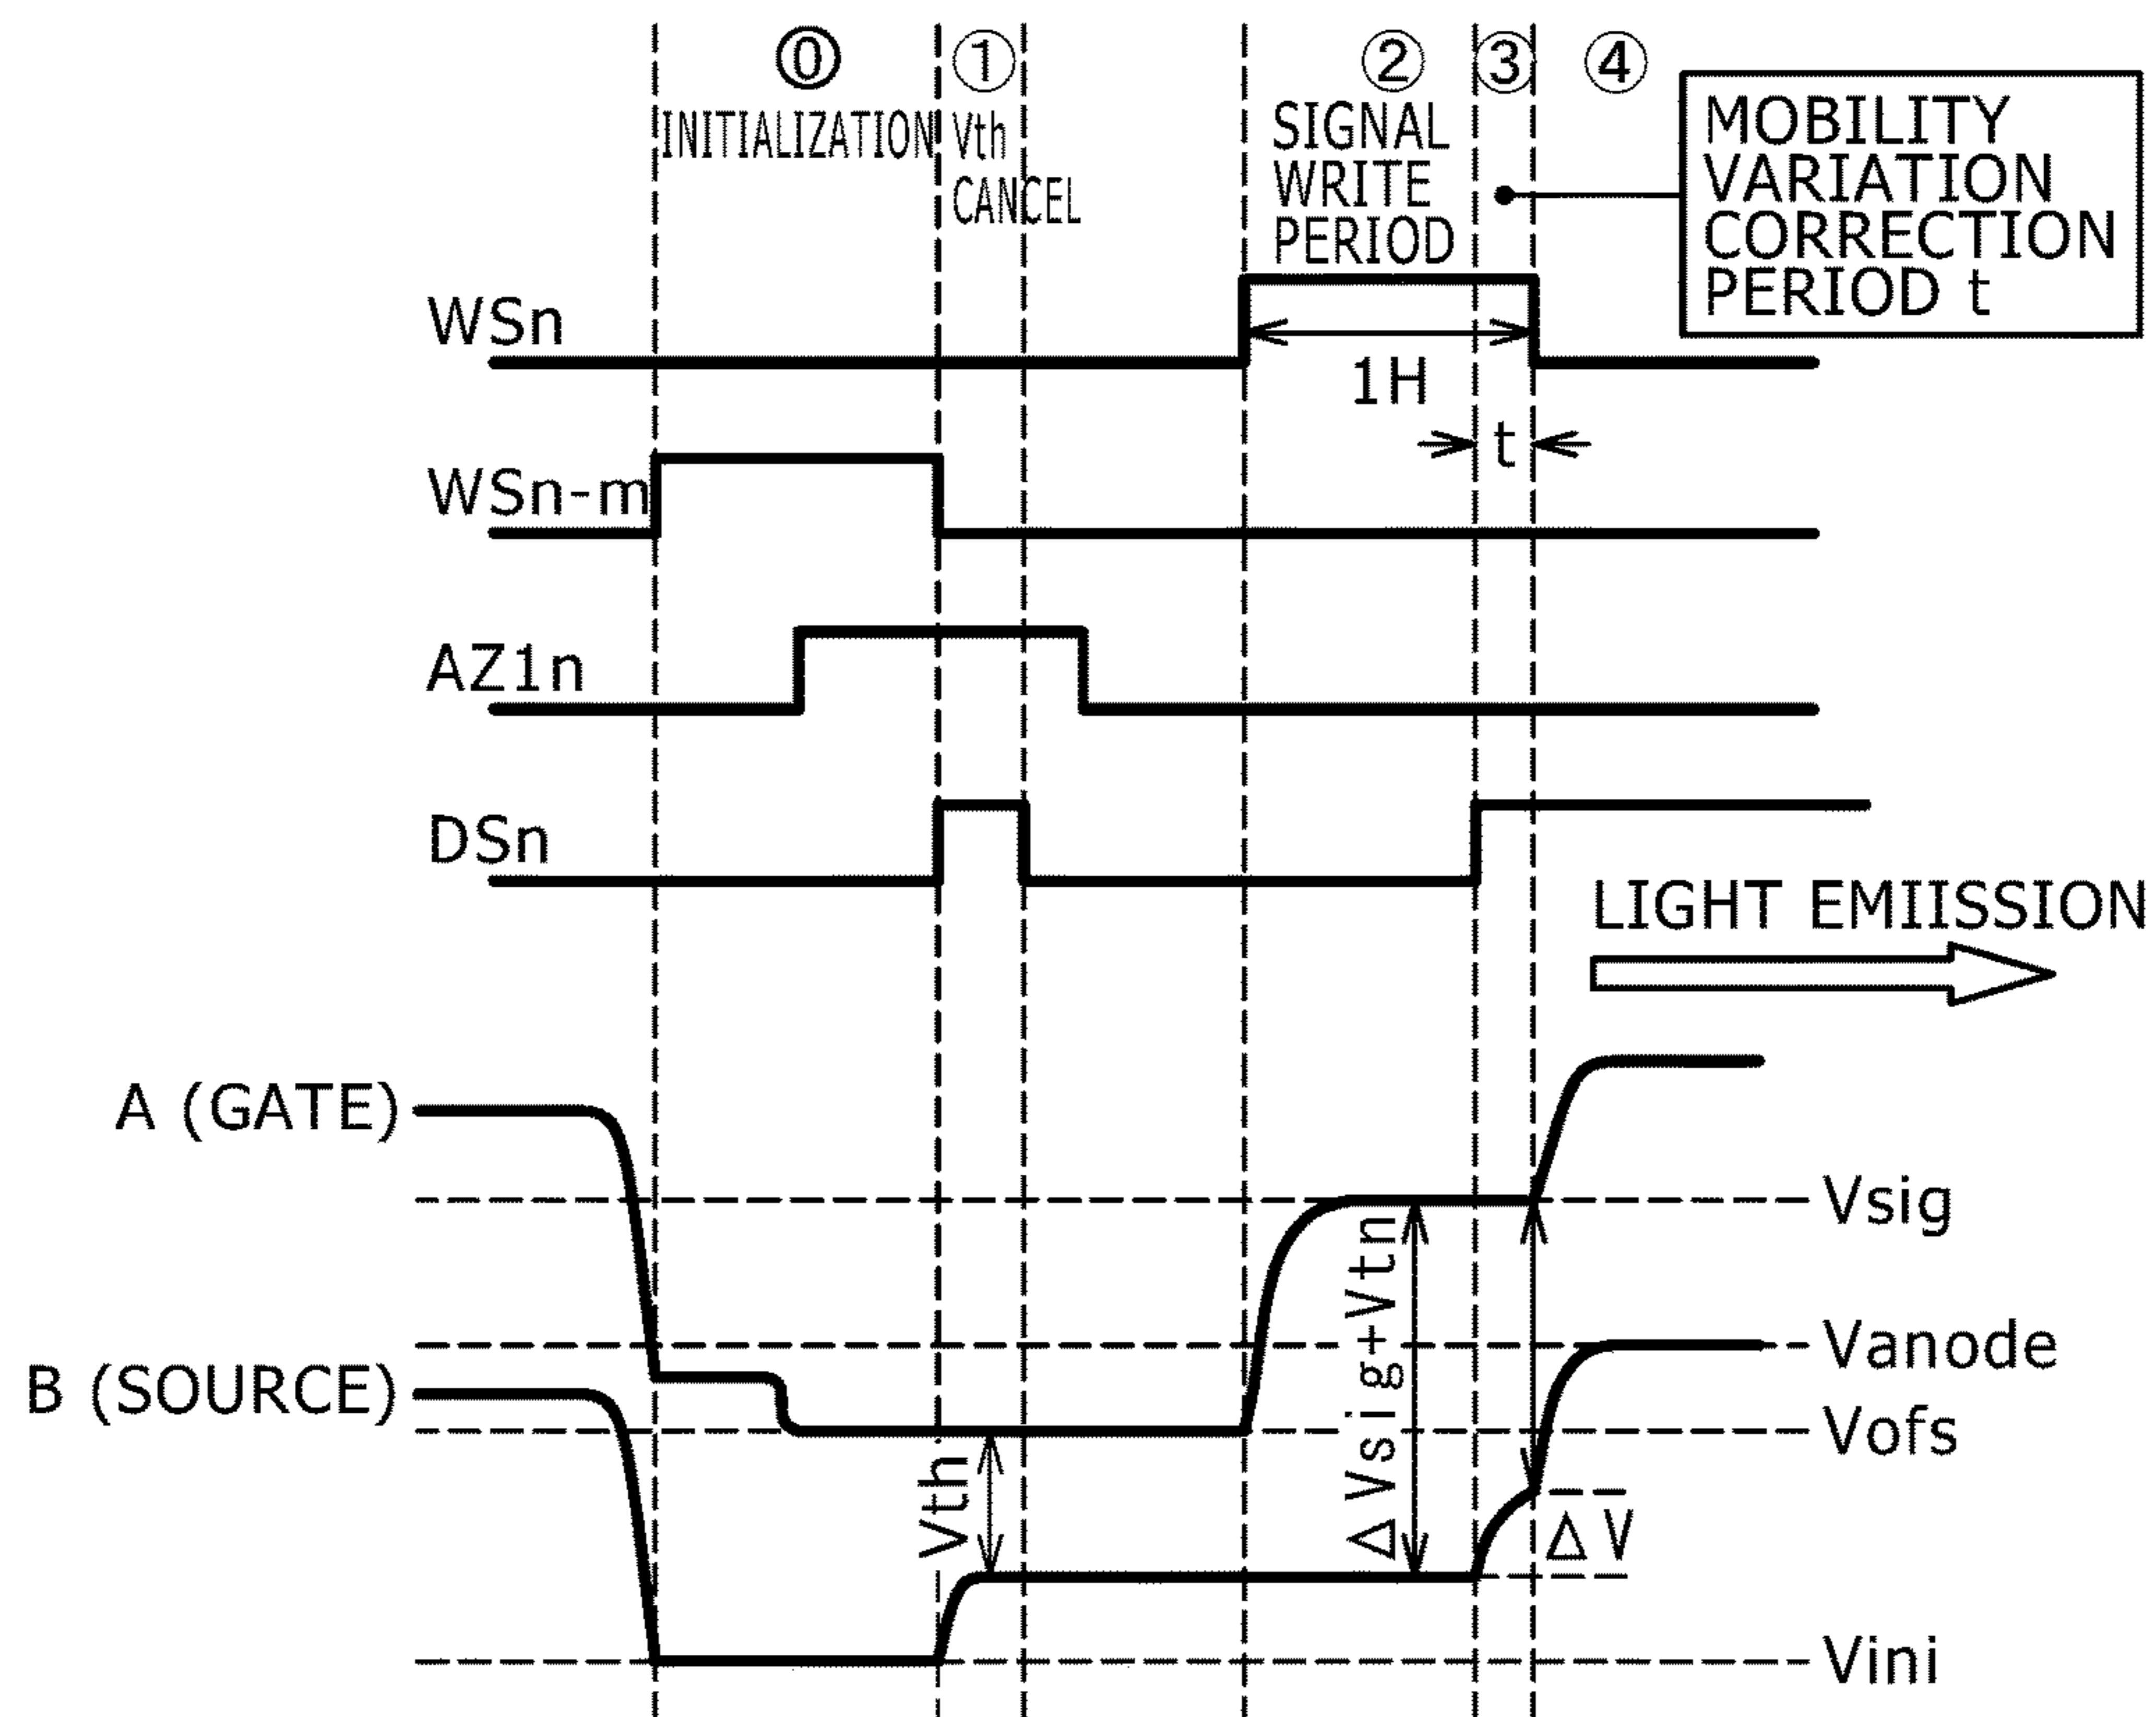 ⓪ ① ② ③ ④
INITIALIZATION
Vth
CANCEL
SIGNAL
WRITE
PERIOD
MOBILITY
VARIATION
CORRECTION
PERIOD t
WSn
1H
t
WSn-m
AZ1n
DSn
LIGHT EMIISSION
A (GATE)
Vsig
ΔVsig+Vtn
Vanode
B (SOURCE)
Vofs
Vth
ΔV
Vini